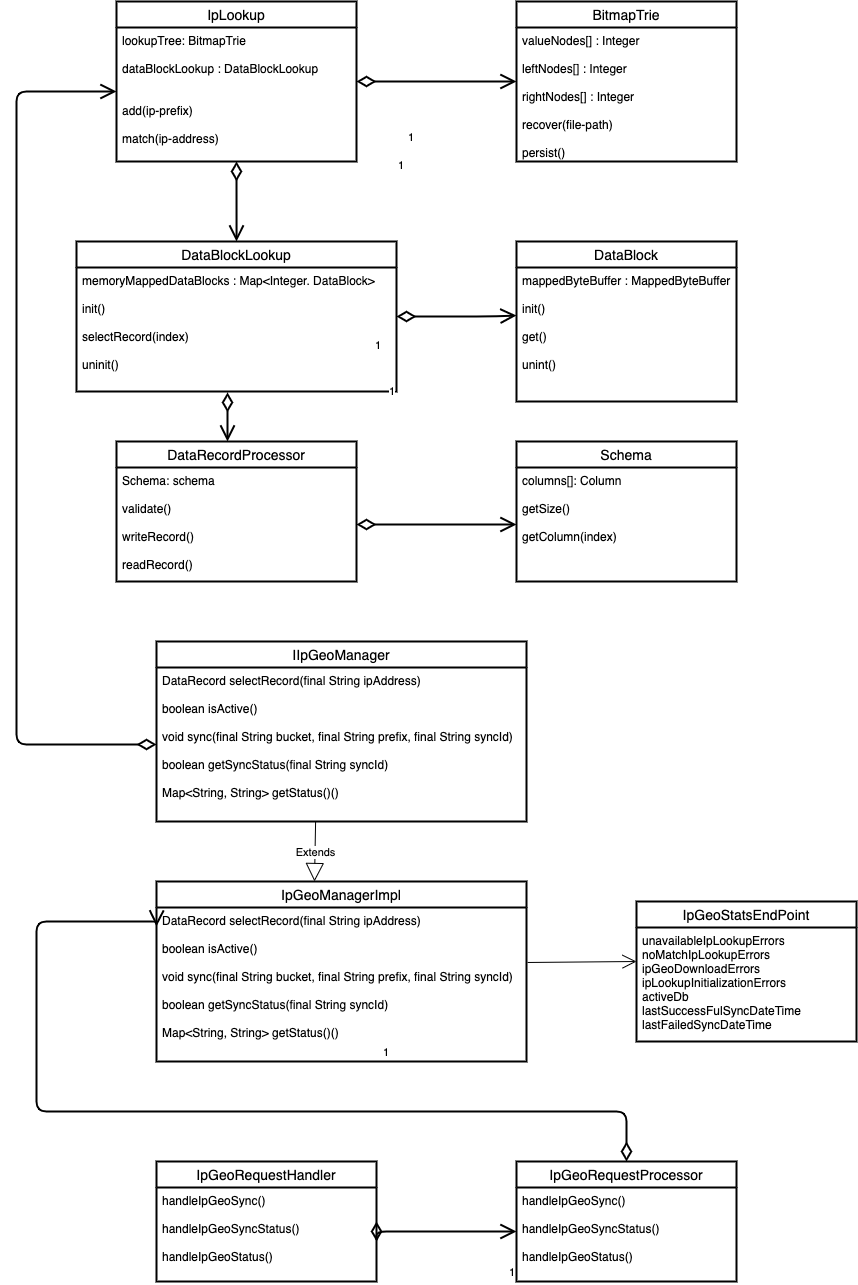 IpLookup
lookupTree: BitmapTrie
dataBlockLookup : DataBlockLookup
add(ip-prefix)
match(ip-address)
BitmapTrie
valueNodes[] : Integer
leftNodes[] : Integer
rightNodes[] : Integer
recover(file-path)
persist()
1
1
DataBlockLookup
memoryMappedDataBlocks : Map<Integer. DataBlock>
init()
selectRecord(index)
uninit()
1
1
DataBlock
mappedByteBuffer : MappedByteBuffer
init()
get()
unint()
DataRecordProcessor
Schema: schema
validate()
writeRecord()
readRecord()
Schema
columns[]: Column
getSize()
getColumn(index)
IIpGeoManager
DataRecord selectRecord(final String ipAddress)
boolean isActive()
void sync(final String bucket, final String prefix, final String syncId)
boolean getSyncStatus(final String syncId)
Map<String, String> getStatus()()
Extends
IpGeoManagerImpl
DataRecord selectRecord(final String ipAddress)
boolean isActive()
void sync(final String bucket, final String prefix, final String syncId)
boolean getSyncStatus(final String syncId)
Map<String, String> getStatus()()
1
IpGeoStatsEndPoint
unavailableIpLookupErrors
noMatchIpLookupErrors
ipGeoDownloadErrors
ipLookupInitializationErrors
activeDb
lastSuccessFulSyncDateTime
lastFailedSyncDateTime
IpGeoRequestHandler
handleIpGeoSync()
handleIpGeoSyncStatus()
handleIpGeoStatus()
IpGeoRequestProcessor
handleIpGeoSync()
handleIpGeoSyncStatus()
handleIpGeoStatus()
1